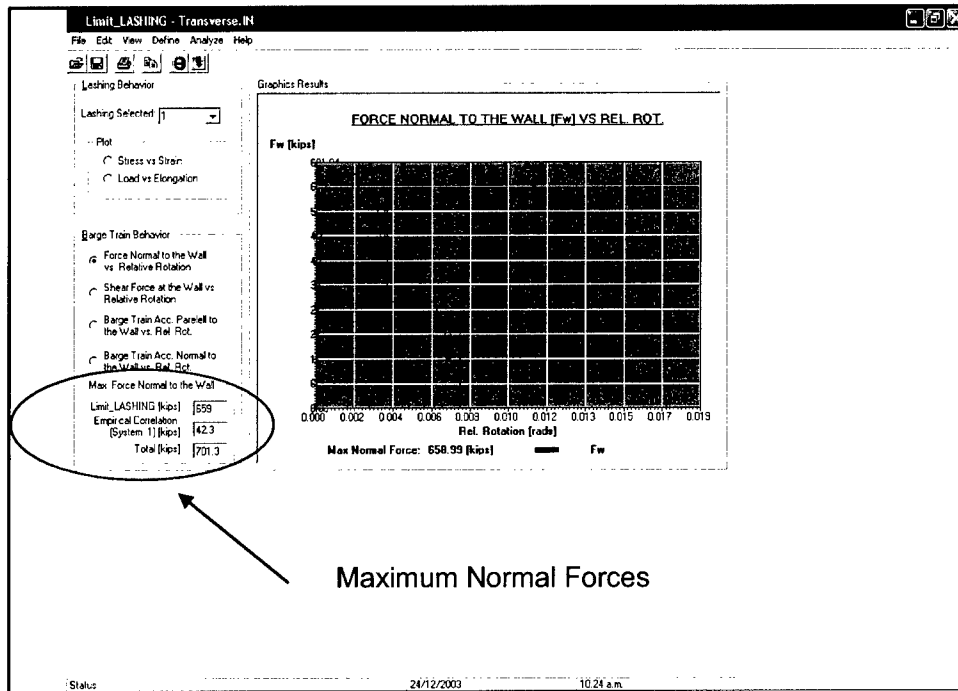 Limit_LASHING - Transverse.IN
File Edit View Define Analyze Help
Lashing Behavior
Lashing Selected: 1
Plot
Stress vs Strain
Load vs Elongation
Barge Train Behavior
Force Normal to the Wall
vs. Relative Rotation
Shear Force at the Wall vs
Relative Rotation
Barge Train Acc. Parelell to
the Wall vs. Rel. Rot.
Barge Train Acc. Normal to
the Wall vs. Rel. Rot.
Max Force Normal to the Wall
Limit_LASHING [kips] 659
Empirical Correlation
(System 1) [kips] 42.3
Total [kips] 701.3
Graphics Results
FORCE NORMAL TO THE WALL [Fw] VS REL. ROT.
Fw [kips]
0.000 0.002 0.004 0.006 0.008 0.010 0.012 0.013 0.015 0.017 0.019
Rel. Rotation [rads]
Max Normal Force: 658.99 [kips] Fw
Maximum Normal Forces
Status 24/12/2003 10:24 a.m.